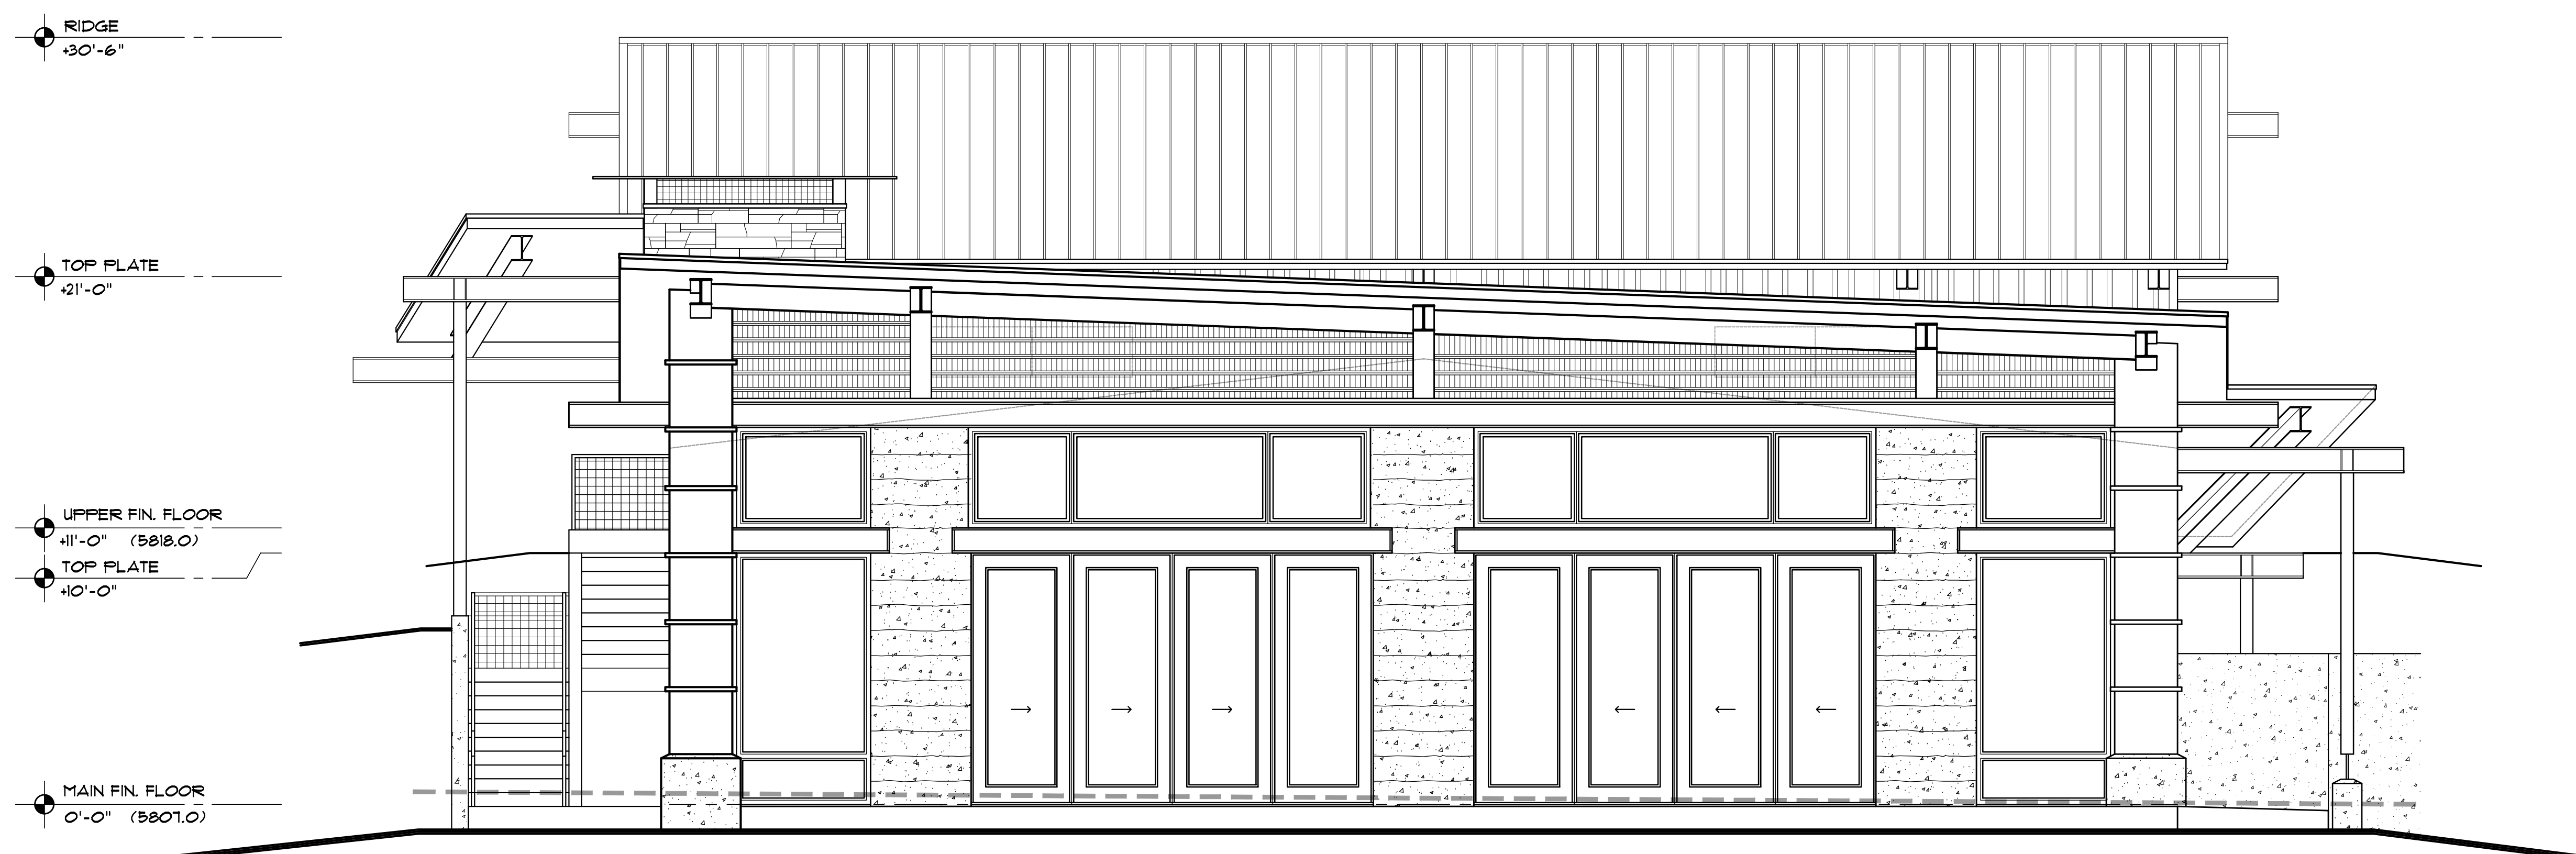 RIDGE
+30'-6"
TOP PLATE
+21'-0"
UPPER FIN. FLOOR
+11'-0" (5818.0)
TOP PLATE
+10'-0"
MAIN FIN. FLOOR
0'-0" (5807.0)